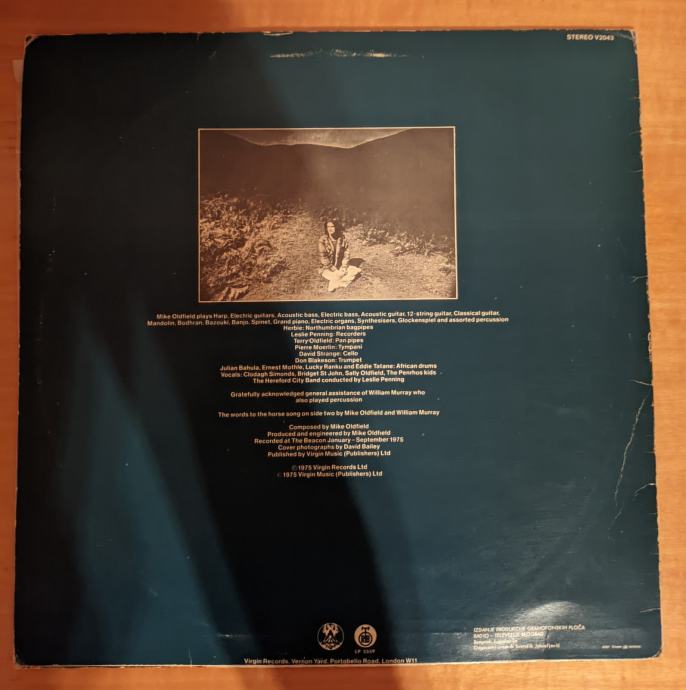 STEREO V2043
Mike Oldfield plays Harp, Electric guitars, Acoustic bass, Electric bass, Acoustic guitar, 12-string guitar, Classical guitar,
Mandolin, Bodhran, Bazouki, Banjo, Spinet, Grand piano, Electric organs, Synthesisers, Glockenspiel and assorted percussion
Herbie: Northumbrian bagpipes
Leslie Penning: Recorders
Terry Oldfield: Pan pipes
Pierre Moerlin: Tympani
David Strange: Cello
Don Blakeson: Trumpet
Julian Bahula, Ernest Mothle, Lucky Ranku and Eddie Tatane: African drums
Vocals: Clodagh Simonds, Bridget St John, Sally Oldfield, The Penrhos kids
The Hereford City Band conducted by Leslie Penning
Gratefully acknowledged general assistance of William Murray who
also played percussion
The words to the horse song on side two by Mike Oldfield and William Murray
Composed by Mike Oldfield
Produced and engineered by Mike Oldfield
Recorded at The Beacon January - September 1975
Cover photographs by David Bailey
Published by Virgin Music (Publishers) Ltd
℗ 1975 Virgin Records Ltd
© 1975 Virgin Music (Publishers) Ltd
IZDANJE PRODUKCIJE GRAMOFONSKIH PLOČA
RADIO - TELEVIZIJE BEOGRAD
LP 5559
Virgin Records, Vernon Yard, Portobello Road, London W11